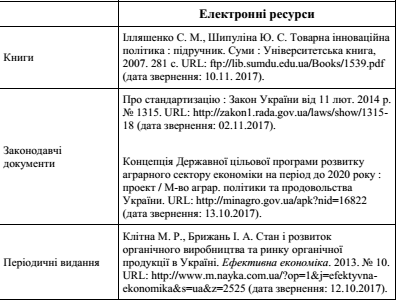 Електронні ресурси
Книги
Ілляшенко С. М., Шипуліна Ю. С. Товарна інноваційна
політика : підручник. Суми : Університетська книга,
2007. 281 с. URL: ftp://lib.sumdu.edu.ua/Books/1539.pdf
(дата звернення: 10.11. 2017).
Законодавчі
документи
Про стандартизацію : Закон України від 11 лют. 2014 р.
№ 1315. URL: http://zakon1.rada.gov.ua/laws/show/1315-
18 (дата звернення: 02.11.2017).
Концепція Державної цільової програми розвитку
аграрного сектору економіки на період до 2020 року :
проект / М-во аграр. політики та продовольства
України. URL: http://minagro.gov.ua/apk?nid=16822
(дата звернення: 13.10.2017).
Періодичні видання
Клітна М. Р., Брижань І. А. Стан і розвиток
органічного виробництва та ринку органічної
продукції в Україні. Ефективна економіка. 2013. № 10.
URL: http://www.m.nayka.com.ua/?op=1&j=efektyvna-
ekonomika&s=ua&z=2525 (дата звернення: 12.10.2017).